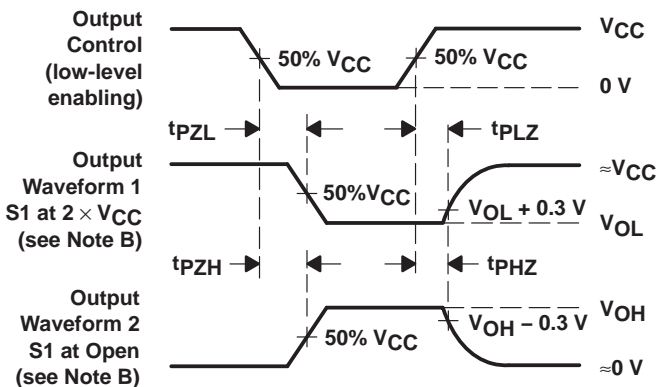 Output
Control
(low-level
enabling)
50% VCC
50% VCC
VCC
0 V
tPZL
tPLZ
Output
Waveform 1
S1 at 2 × VCC
(see Note B)
50%VCC
VOL + 0.3 V
≈VCC
VOL
tPZH
tPHZ
Output
Waveform 2
S1 at Open
(see Note B)
50% VCC
VOH − 0.3 V
VOH
≈0 V